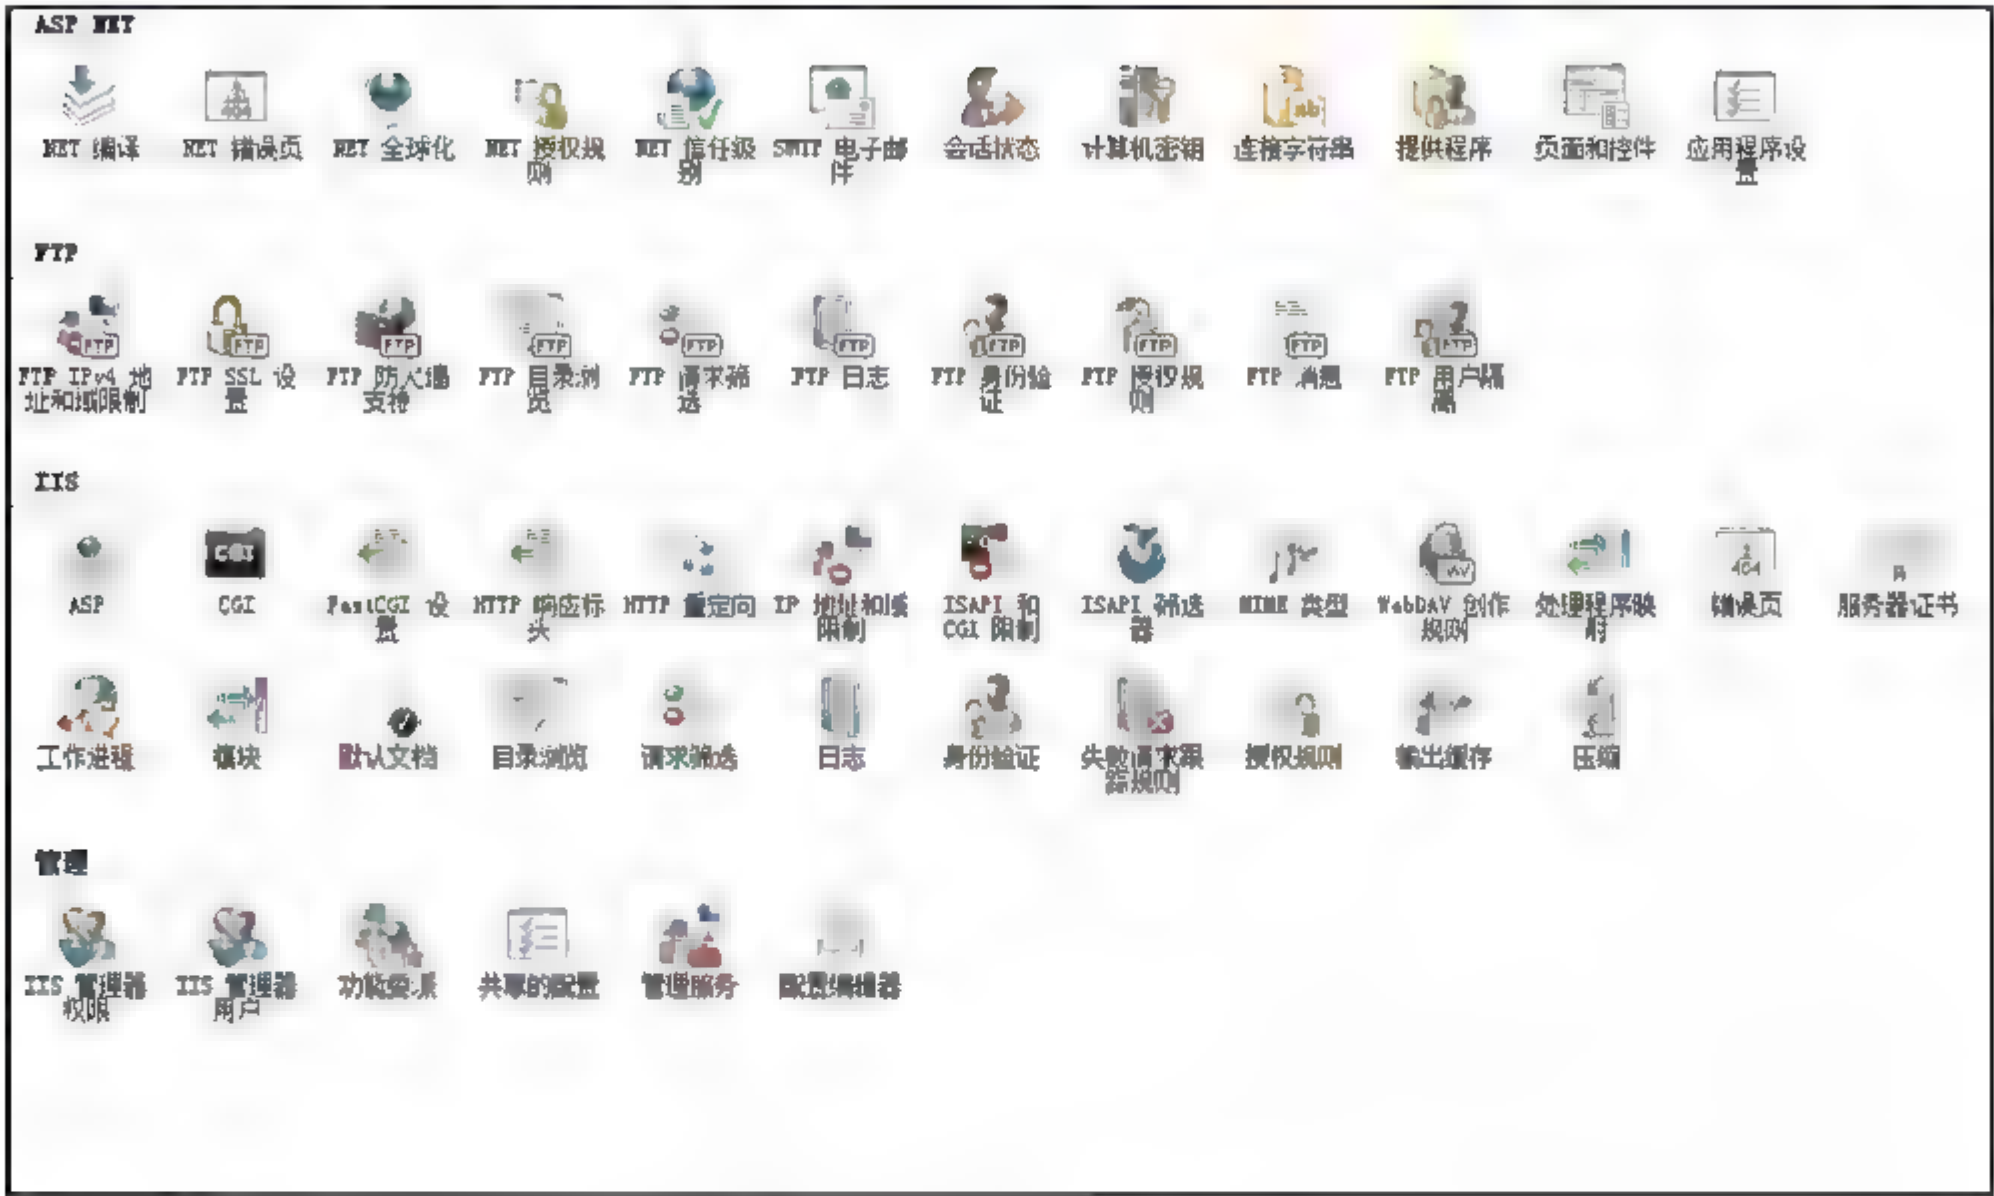 ASP NET
NET 编译 NET 错误页 NET 全球化 NET 授权规 NET 信任级 SMTP 电子邮 会话状态 计算机密钥 连接字符串 提供程序 页面和控件 应用程序设
则 别 件 置
FTP
FTP IPv4 地 FTP SSL 设 FTP 防火墙 FTP 目录浏 FTP 请求筛 FTP 日志 FTP 身份验 FTP 授权规 FTP 消息 FTP 用户隔
址和域限制 置 支持 览 选 证 则 离
IIS
CGI
404
ASP CGI FastCGI 设 HTTP 响应标 HTTP 重定向 IP 地址和域 ISAPI 和 ISAPI 筛选 MIME 类型 WebDAV 创作 处理程序映 错误页 服务器证书
置 头 限制 CGI 限制 器 规则 射
工作进程 模块 默认文档 目录浏览 请求筛选 日志 身份验证 失败请求跟 授权规则 输出缓存 压缩
踪规则
管理
IIS 管理器 IIS 管理器 功能委派 共享的配置 管理服务 配置编辑器
权限 用户